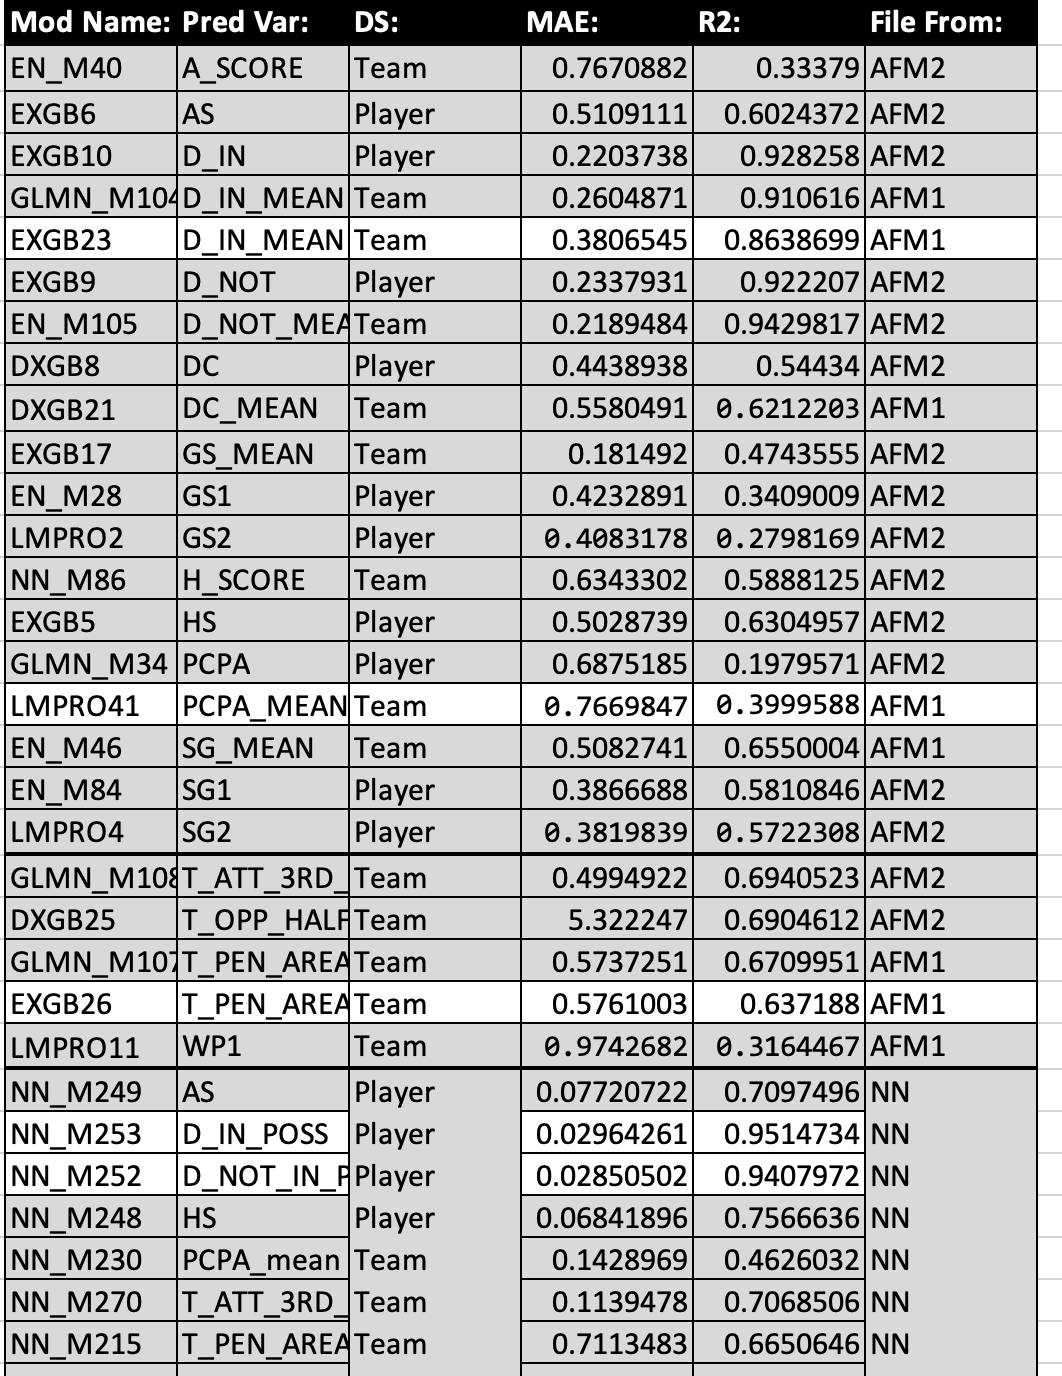 Mod Name: Pred Var: DS: MAE: R2: File From:
EN_M40 A_SCORE Team 0.7670882 0.33379 AFM2
EXGB6 AS Player 0.5109111 0.6024372 AFM2
EXGB10 D_IN Player 0.2203738 0.928258 AFM2
GLMN_M104 D_IN_MEAN Team 0.2604871 0.910616 AFM1
EXGB23 D_IN_MEAN Team 0.3806545 0.8638699 AFM1
EXGB9 D_NOT Player 0.2337931 0.922207 AFM2
EN_M105 D_NOT_MEA Team 0.2189484 0.9429817 AFM2
DXGB8 DC Player 0.4438938 0.54434 AFM2
DXGB21 DC_MEAN Team 0.5580491 0.6212203 AFM1
EXGB17 GS_MEAN Team 0.181492 0.4743555 AFM2
EN_M28 GS1 Player 0.4232891 0.3409009 AFM2
LMPRO2 GS2 Player 0.4083178 0.2798169 AFM2
NN_M86 H_SCORE Team 0.6343302 0.5888125 AFM2
EXGB5 HS Player 0.5028739 0.6304957 AFM2
GLMN_M34 PCPA Player 0.6875185 0.1979571 AFM2
LMPRO41 PCPA_MEAN Team 0.7669847 0.3999588 AFM1
EN_M46 SG_MEAN Team 0.5082741 0.6550004 AFM1
EN_M84 SG1 Player 0.3866688 0.5810846 AFM2
LMPRO4 SG2 Player 0.3819839 0.5722308 AFM2
GLMN_M108 T_ATT_3RD_ Team 0.4994922 0.6940523 AFM2
DXGB25 T_OPP_HALF Team 5.322247 0.6904612 AFM2
GLMN_M107 T_PEN_AREA Team 0.5737251 0.6709951 AFM1
EXGB26 T_PEN_AREA Team 0.5761003 0.637188 AFM1
LMPRO11 WP1 Team 0.9742682 0.3164467 AFM1
NN_M249 AS Player 0.07720722 0.7097496 NN
NN_M253 D_IN_POSS Player 0.02964261 0.9514734 NN
NN_M252 D_NOT_IN_P Player 0.02850502 0.9407972 NN
NN_M248 HS Player 0.06841896 0.7566636 NN
NN_M230 PCPA_mean Team 0.1428969 0.4626032 NN
NN_M270 T_ATT_3RD_ Team 0.1139478 0.7068506 NN
NN_M215 T_PEN_AREA Team 0.7113483 0.6650646 NN